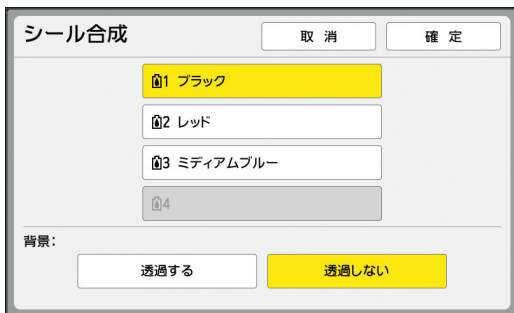 シール合成 取 消 確 定
1 ブラック
2 レッド
3 ミディアムブルー
4
背景:
透過する 透過しない